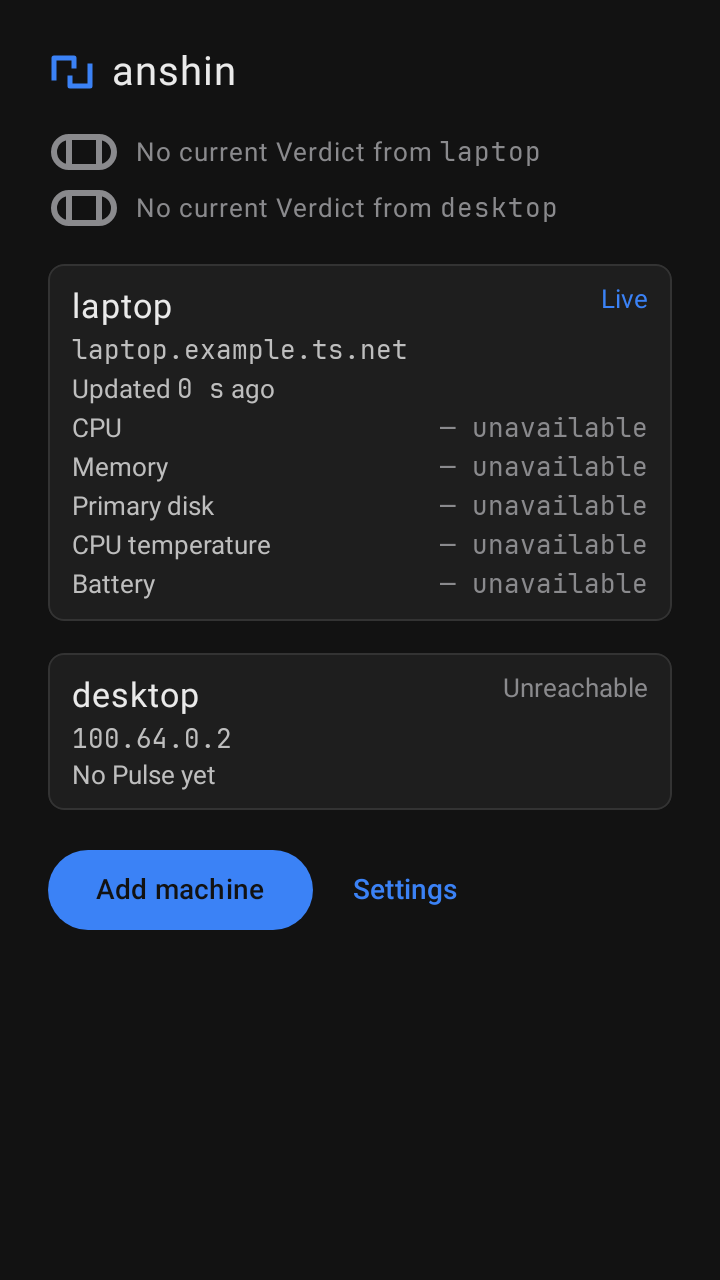 anshin
No current Verdict from laptop
No current Verdict from desktop
laptop
Live
laptop.example.ts.net
Updated 0 s ago
CPU — unavailable
Memory — unavailable
Primary disk — unavailable
CPU temperature — unavailable
Battery — unavailable
desktop
Unreachable
100.64.0.2
No Pulse yet
Add machine
Settings